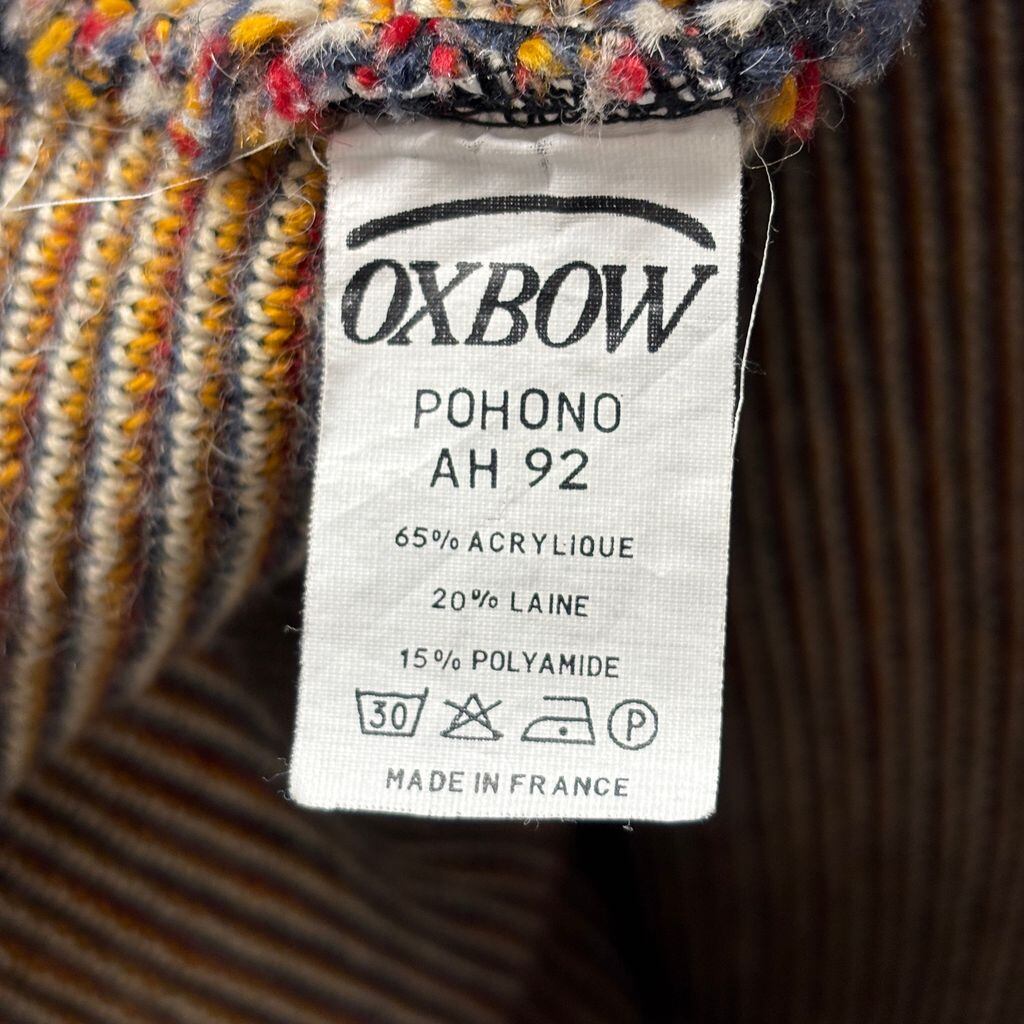 OXBOW
POHONO
AH 92
65% ACRYLIQUE
20% LAINE
15% POLYAMIDE
30 P
MADE IN FRANCE